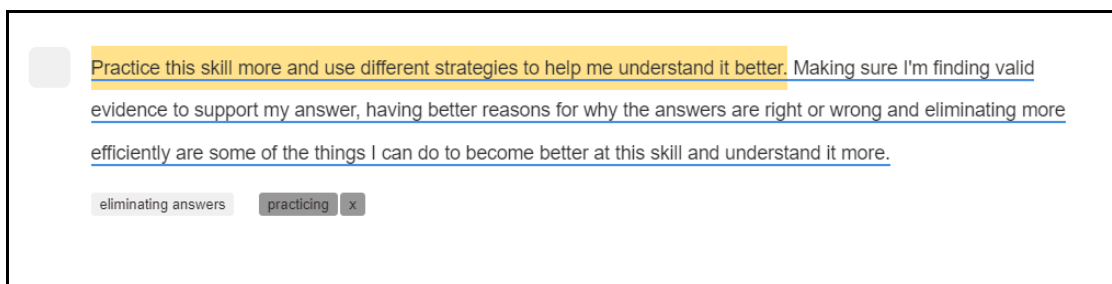 Practice this skill more and use different strategies to help me understand it better. Making sure I'm finding valid
evidence to support my answer, having better reasons for why the answers are right or wrong and eliminating more
efficiently are some of the things I can do to become better at this skill and understand it more.
eliminating answers practicing x